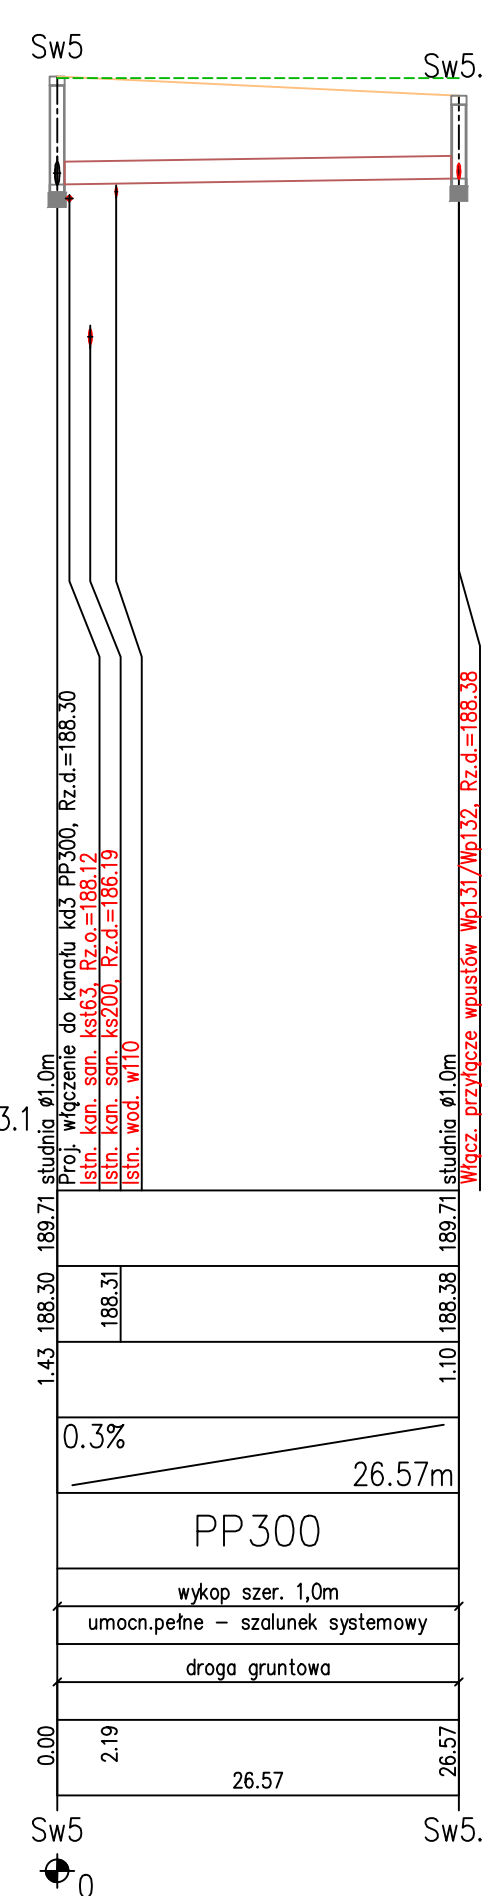 Sw5
Sw5.
3.1
studnia ø1.0m
Proj. włączenie do kanału kd3 PP300, Rz.d.=188.30
Istn. kan. san. kst63, Rz.o.=188.12
Istn. kan. san. ks200, Rz.d.=186.19
Istn. wod. w110
studnia ø1.0m
Włącz. przyłącze wpustów Wp131/Wp132, Rz.d.=188.38
189.71
189.71
188.30
188.31
188.38
1.43
1.10
0.3%
26.57m
PP300
wykop szer. 1,0m
umocn.pełne – szalunek systemowy
droga gruntowa
0.00
2.19
26.57
26.57
Sw5
Sw5.
0